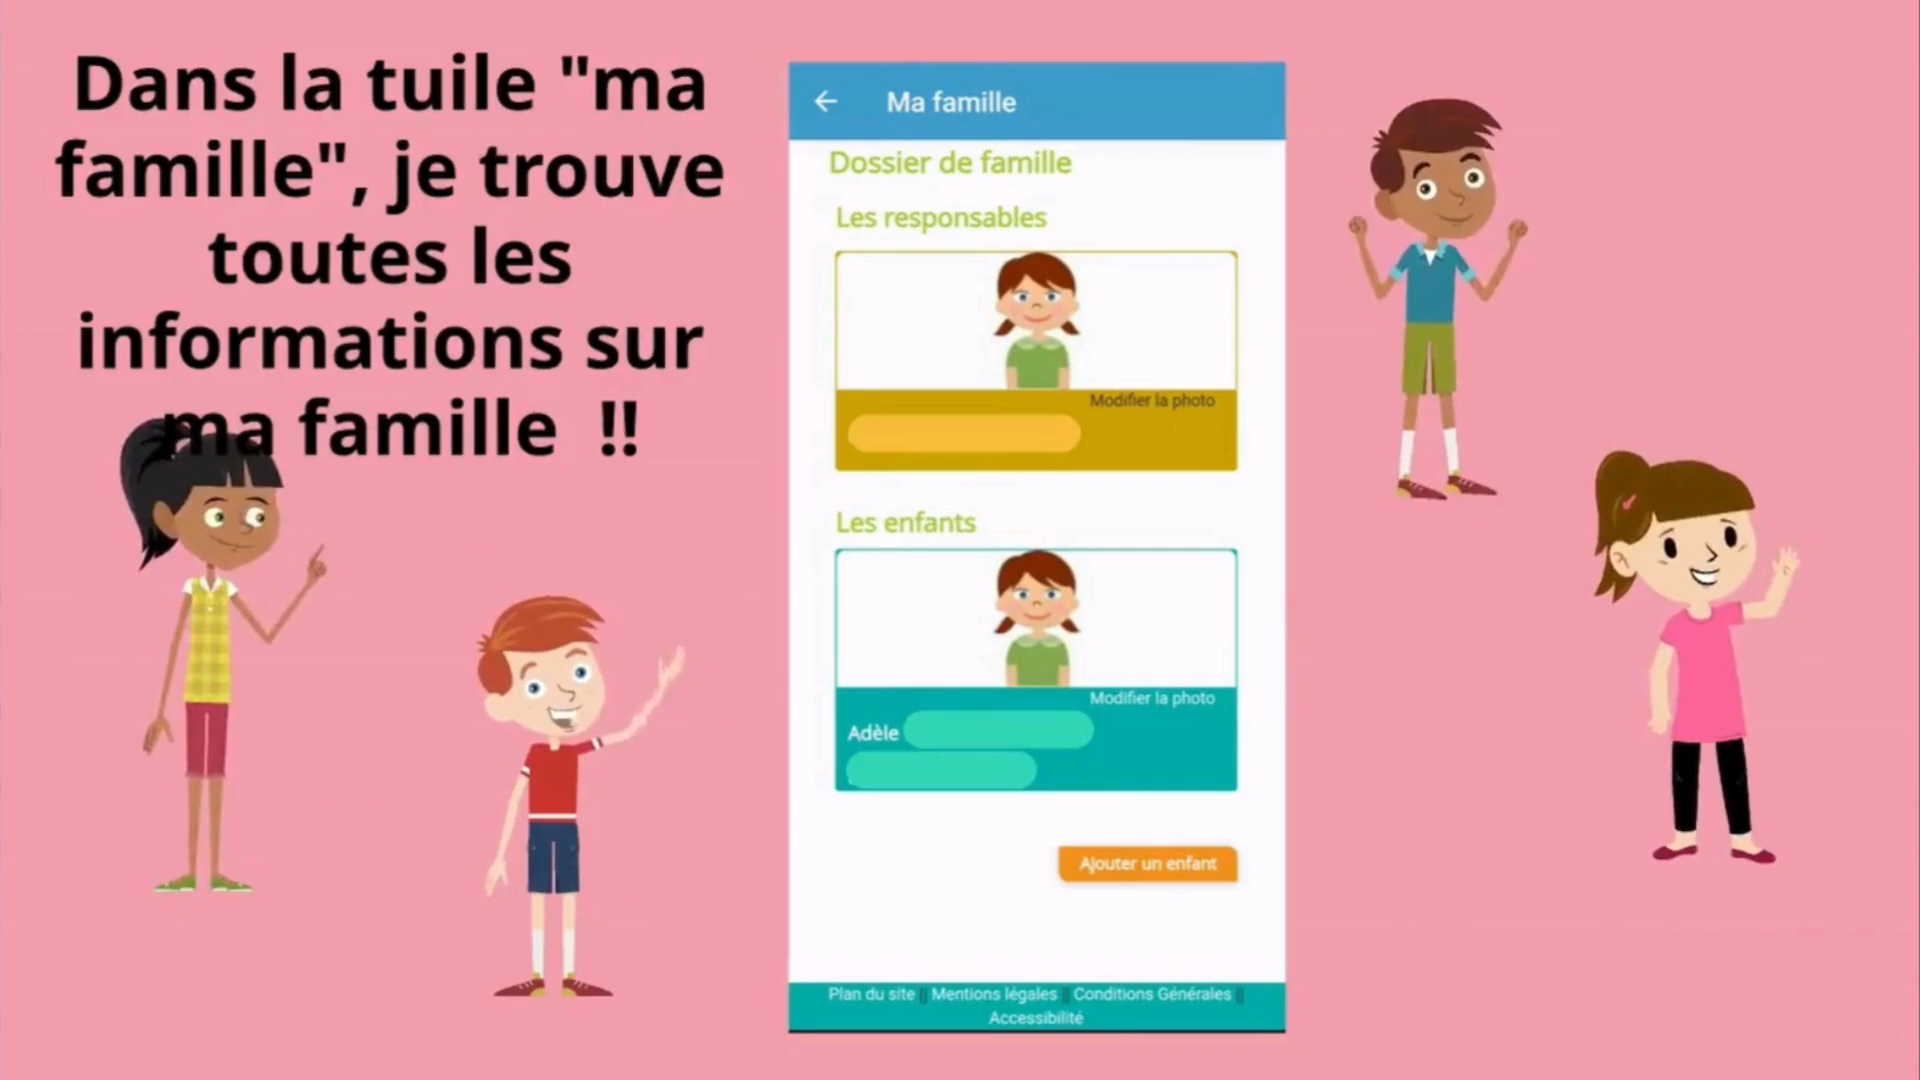 Dans la tuile "ma
famille", je trouve
toutes les
informations sur
ma famille !!
Ma famille
Dossier de famille
Les responsables
Modifier la photo
Les enfants
Modifier la photo
Adèle
Ajouter un enfant
Plan du site || Mentions légales || Conditions Générales ||
Accessibilité